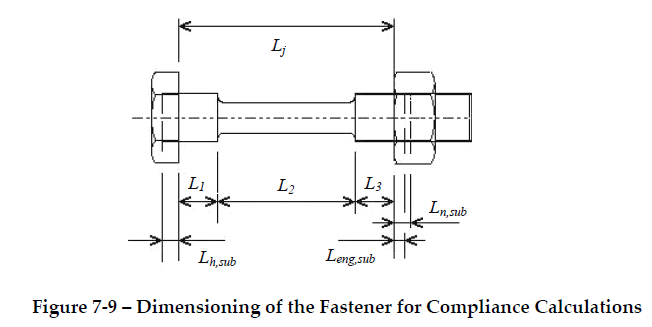 Lj
L1
L2
L3
Ln,sub
Lh,sub
Leng,sub
Figure 7-9 – Dimensioning of the Fastener for Compliance Calculations